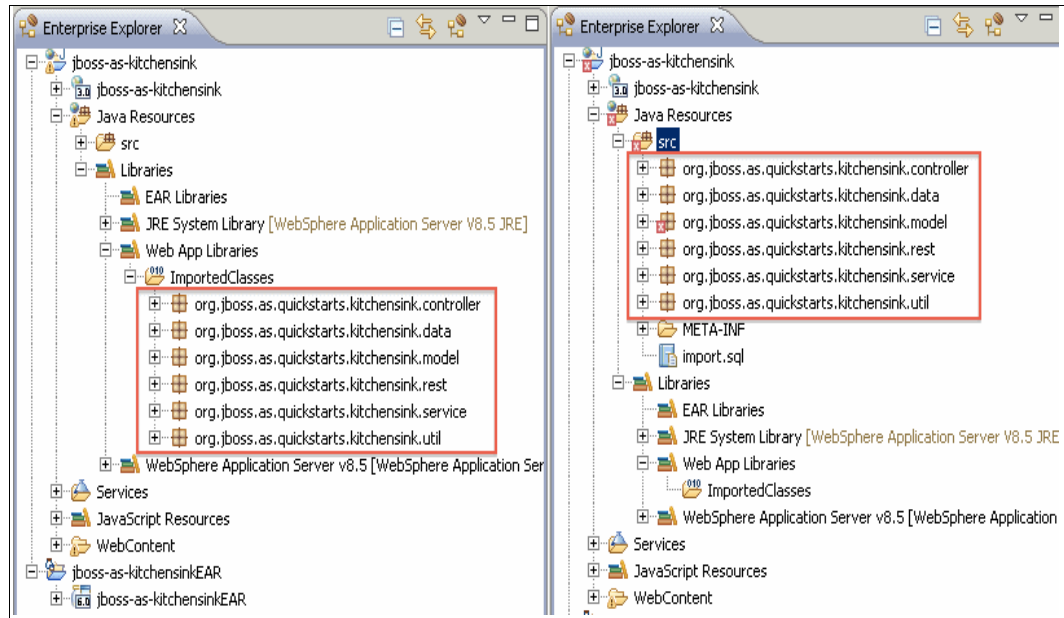 Enterprise Explorer
jboss-as-kitchensink
3.0 jboss-as-kitchensink
Java Resources
src
Libraries
EAR Libraries
JRE System Library [WebSphere Application Server V8.5 JRE]
Web App Libraries
010 ImportedClasses
org.jboss.as.quickstarts.kitchensink.controller
org.jboss.as.quickstarts.kitchensink.data
org.jboss.as.quickstarts.kitchensink.model
org.jboss.as.quickstarts.kitchensink.rest
org.jboss.as.quickstarts.kitchensink.service
org.jboss.as.quickstarts.kitchensink.util
WebSphere Application Server v8.5 [WebSphere Application Ser
Services
JavaScript Resources
WebContent
jboss-as-kitchensinkEAR
6.0 jboss-as-kitchensinkEAR
Enterprise Explorer
jboss-as-kitchensink
3.0 jboss-as-kitchensink
Java Resources
src
org.jboss.as.quickstarts.kitchensink.controller
org.jboss.as.quickstarts.kitchensink.data
org.jboss.as.quickstarts.kitchensink.model
org.jboss.as.quickstarts.kitchensink.rest
org.jboss.as.quickstarts.kitchensink.service
org.jboss.as.quickstarts.kitchensink.util
META-INF
import.sql
Libraries
EAR Libraries
JRE System Library [WebSphere Application Server V8.5 JRE
Web App Libraries
010 ImportedClasses
WebSphere Application Server v8.5 [WebSphere Application
Services
JavaScript Resources
WebContent